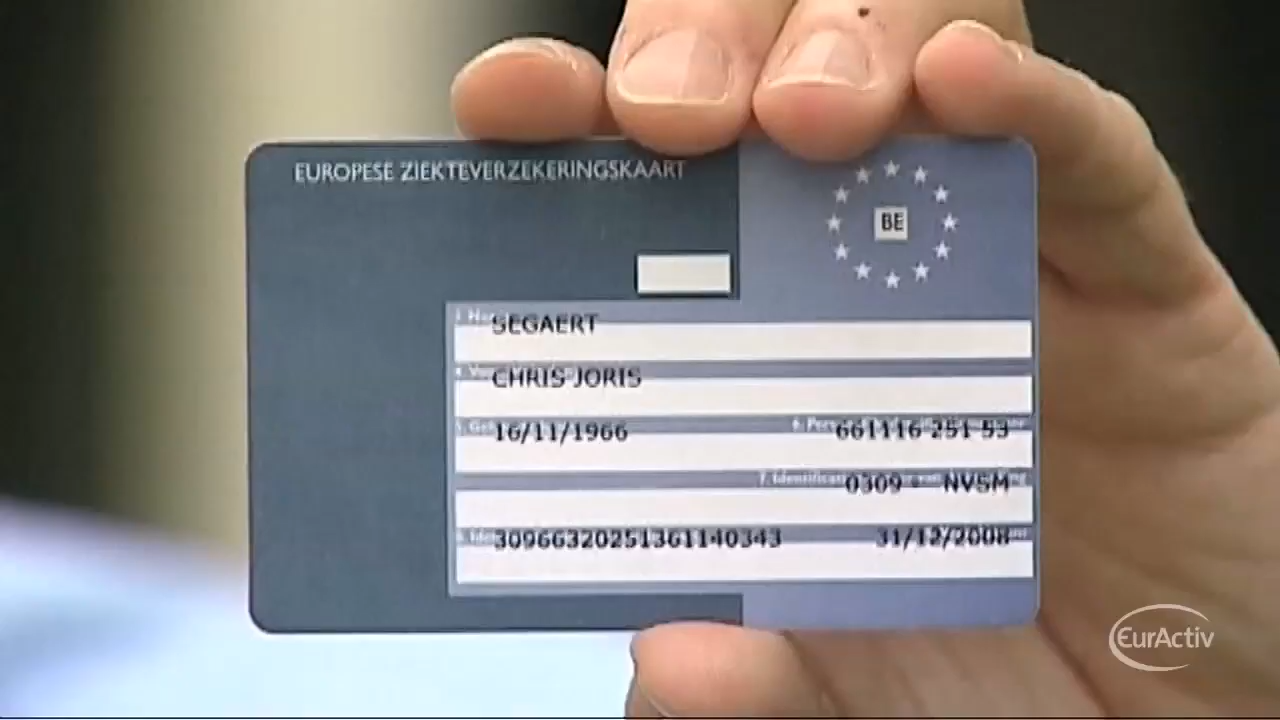 EUROPESE ZIEKTEVERZEKERINGSKAART
BE
SEGAERT
CHRIS JORIS
16/11/1966 661116 251 53
0309 - NVSM
30966320251361140343 31/12/2008
EurActiv